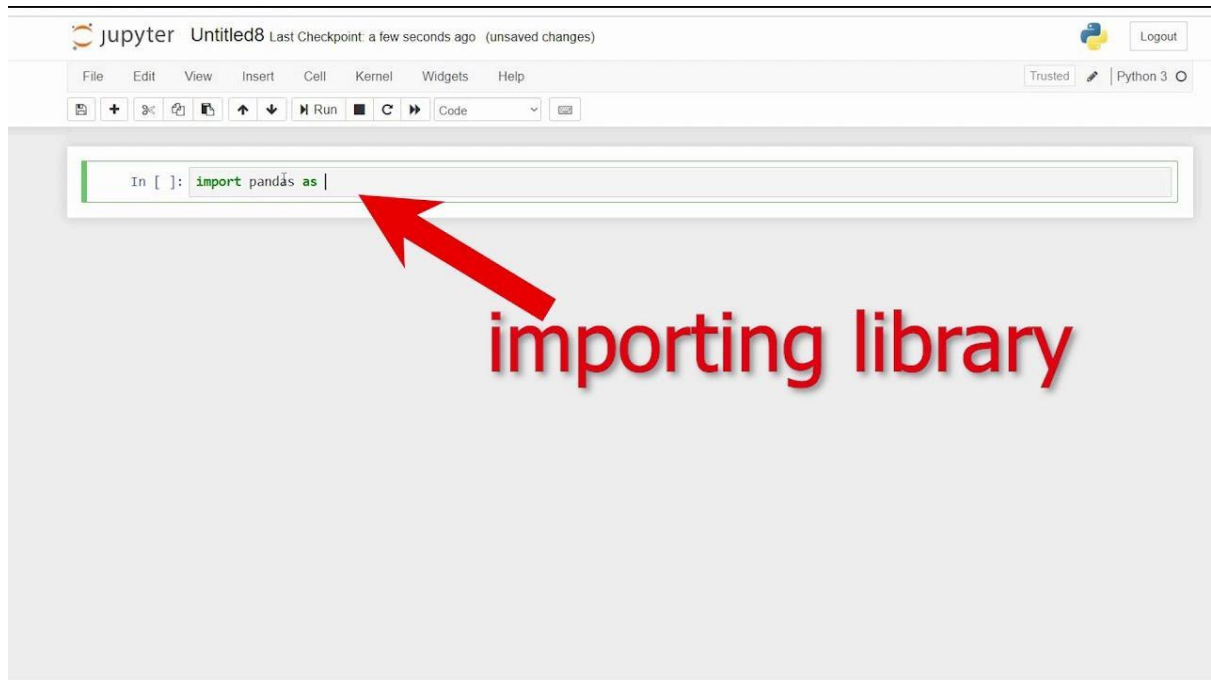 jupyter Untitled8 Last Checkpoint: a few seconds ago (unsaved changes) Logout
File Edit View Insert Cell Kernel Widgets Help Trusted Python 3
Run Code
In [ ]: import pandas as
importing library